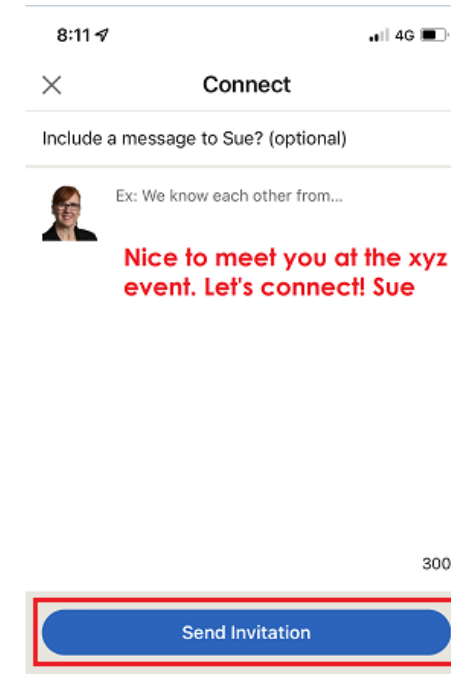 8:11
4G
Connect
Include a message to Sue? (optional)
Ex: We know each other from...
Nice to meet you at the xyz
event. Let's connect! Sue
300
Send Invitation